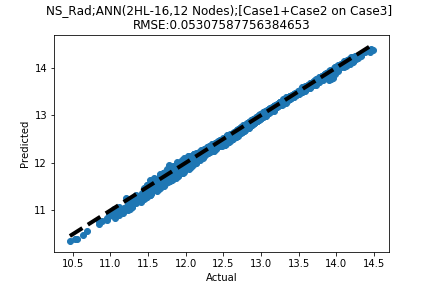 NS_Rad;ANN(2HL-16,12 Nodes);[Case1+Case2 on Case3]
RMSE:0.05307587756384653
14
13
12
11
Predicted
10.5 11.0 11.5 12.0 12.5 13.0 13.5 14.0 14.5
Actual